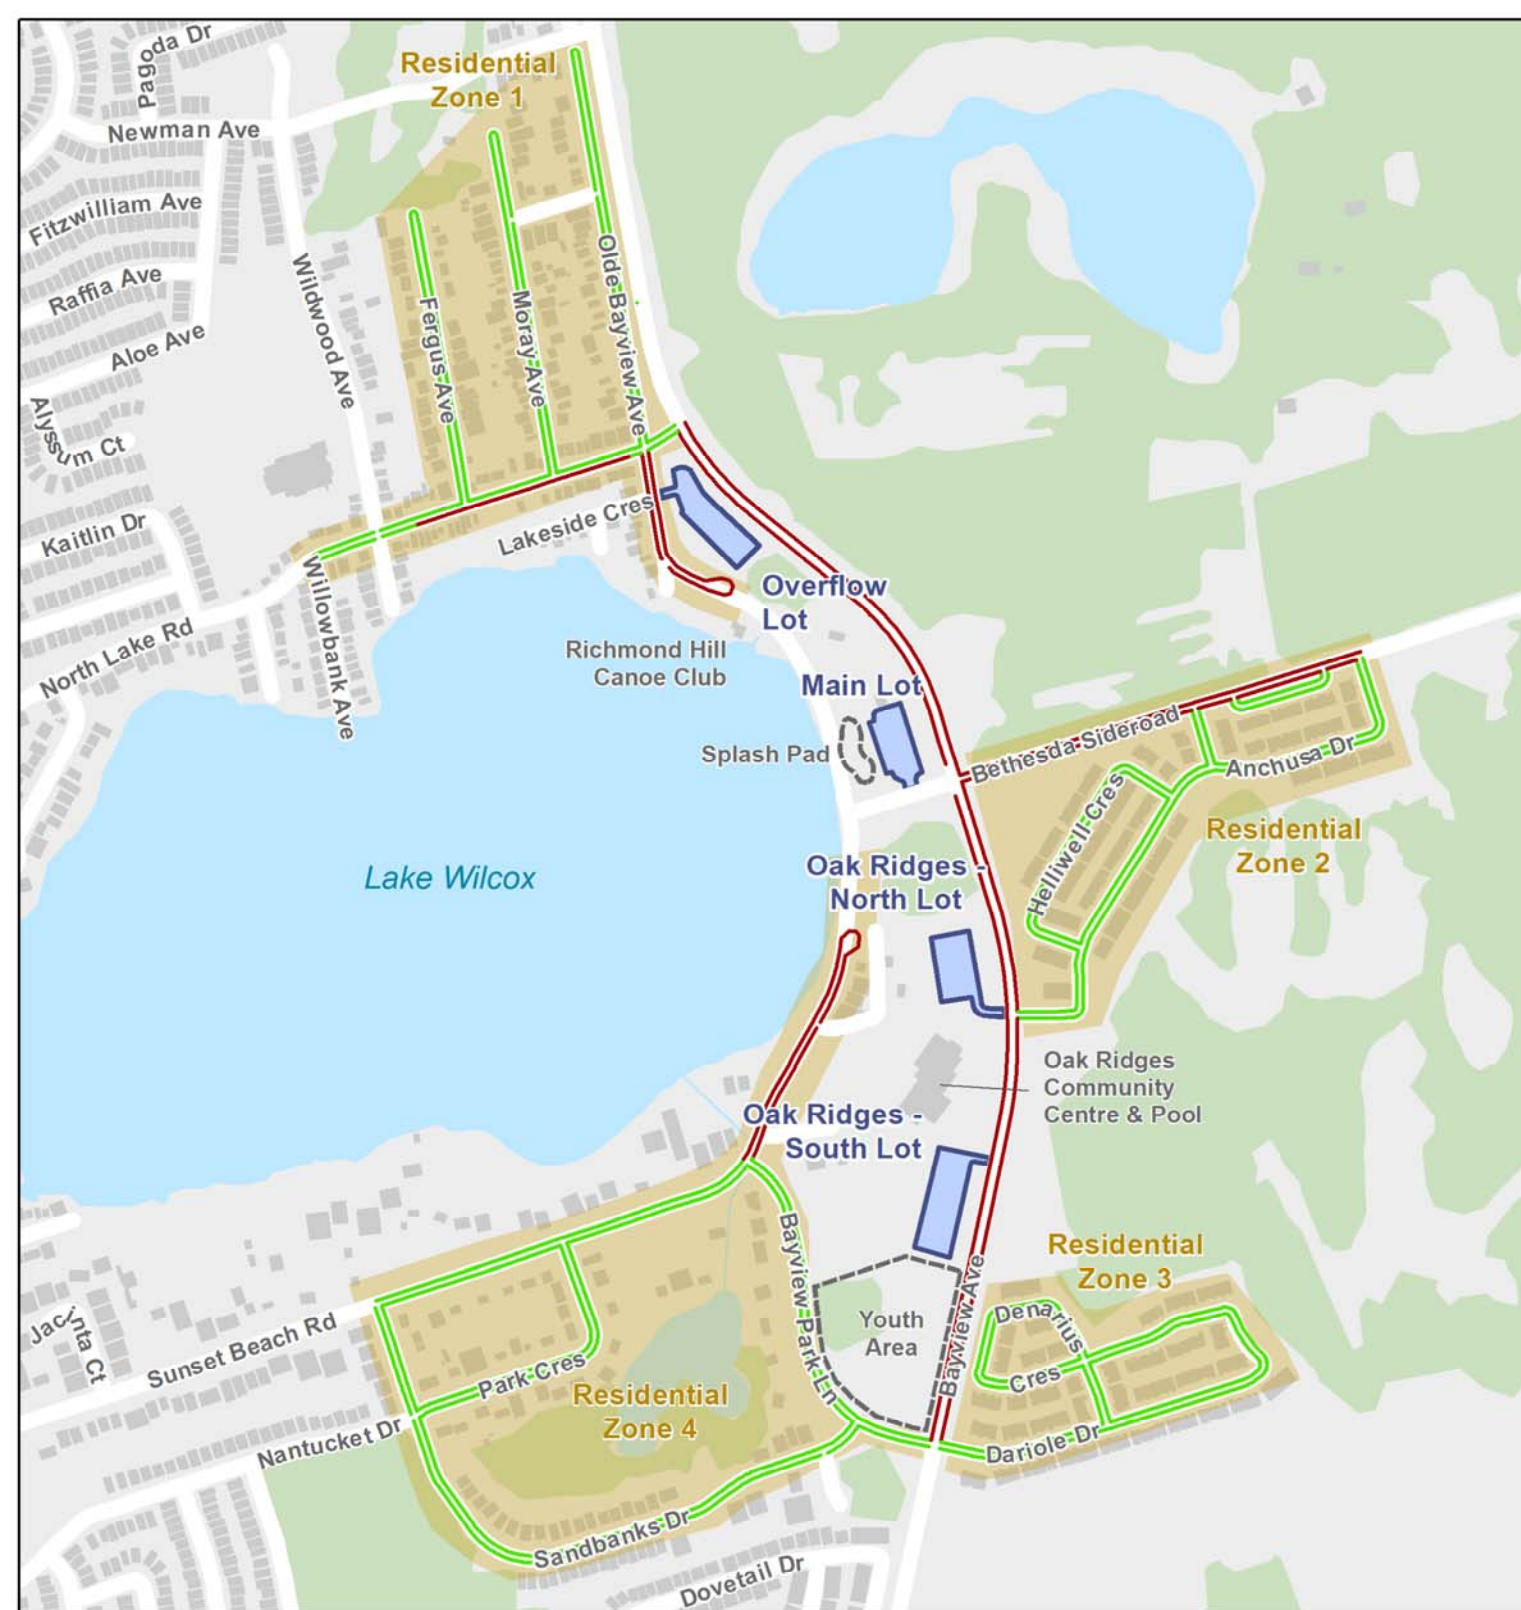 Pagoda Dr
Residential
Zone 1
Newman Ave
Fitzwilliam Ave
Raffia Ave
Aloe Ave
Wildwood Ave
Olde Bayview Ave
Moray Ave
Fergus Ave
Alyssum Ct
Kaitlin Dr
Lakeside Cres
Willowbank Ave
North Lake Rd
Overflow
Lot
Richmond Hill
Canoe Club
Main Lot
Splash Pad
Bethesda Sideroad
Anchusa Dr
Helliwell Cres
Residential
Zone 2
Lake Wilcox
Oak Ridges -
North Lot
Oak Ridges
Community
Centre & Pool
Oak Ridges -
South Lot
Bayview Park Ln
Bayview Ave
Residential
Zone 3
Youth
Area
Denarius
Cres
Dariole Dr
Jacinta Ct
Sunset Beach Rd
Park Cres
Nantucket Dr
Residential
Zone 4
Sandbanks Dr
Dovetail Dr